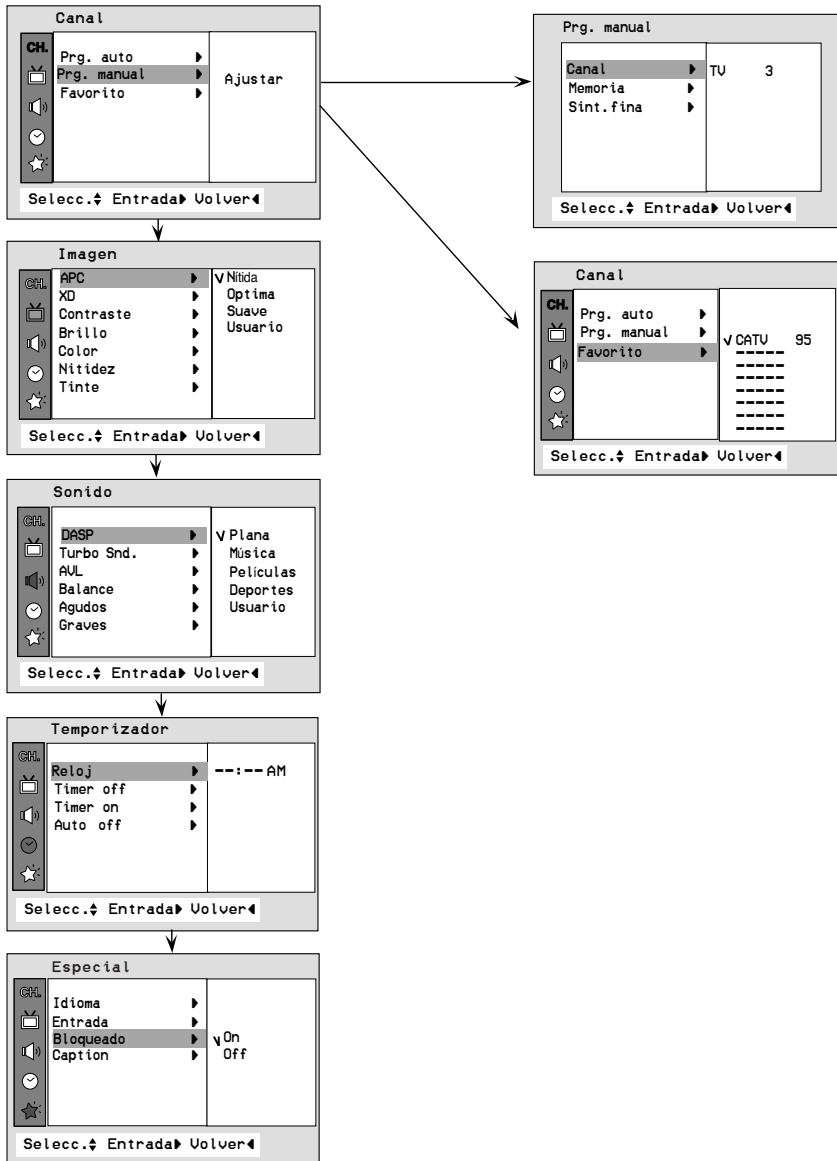 Canal
CH.
Prg. auto
Prg. manual
Favorito
Ajustar
Selecc. Entrada Volver
Prg. manual
Canal
Memoria
Sint.fina
TV 3
Selecc. Entrada Volver
Imagen
CH.
APC
XD
Contraste
Brillo
Color
Nitidez
Tinte
Nítida
Optima
Suave
Usuario
Selecc. Entrada Volver
Canal
CH.
Prg. auto
Prg. manual
Favorito
CATV 95
-----
-----
-----
-----
-----
-----
-----
Selecc. Entrada Volver
Sonido
CH.
DASP
Turbo Snd.
AVL
Balance
Agudos
Graves
Plana
Música
Películas
Deportes
Usuario
Selecc. Entrada Volver
Temporizador
CH.
Reloj
Timer off
Timer on
Auto off
--:-- AM
Selecc. Entrada Volver
Especial
CH.
Idioma
Entrada
Bloqueado
Caption
On
Off
Selecc. Entrada Volver